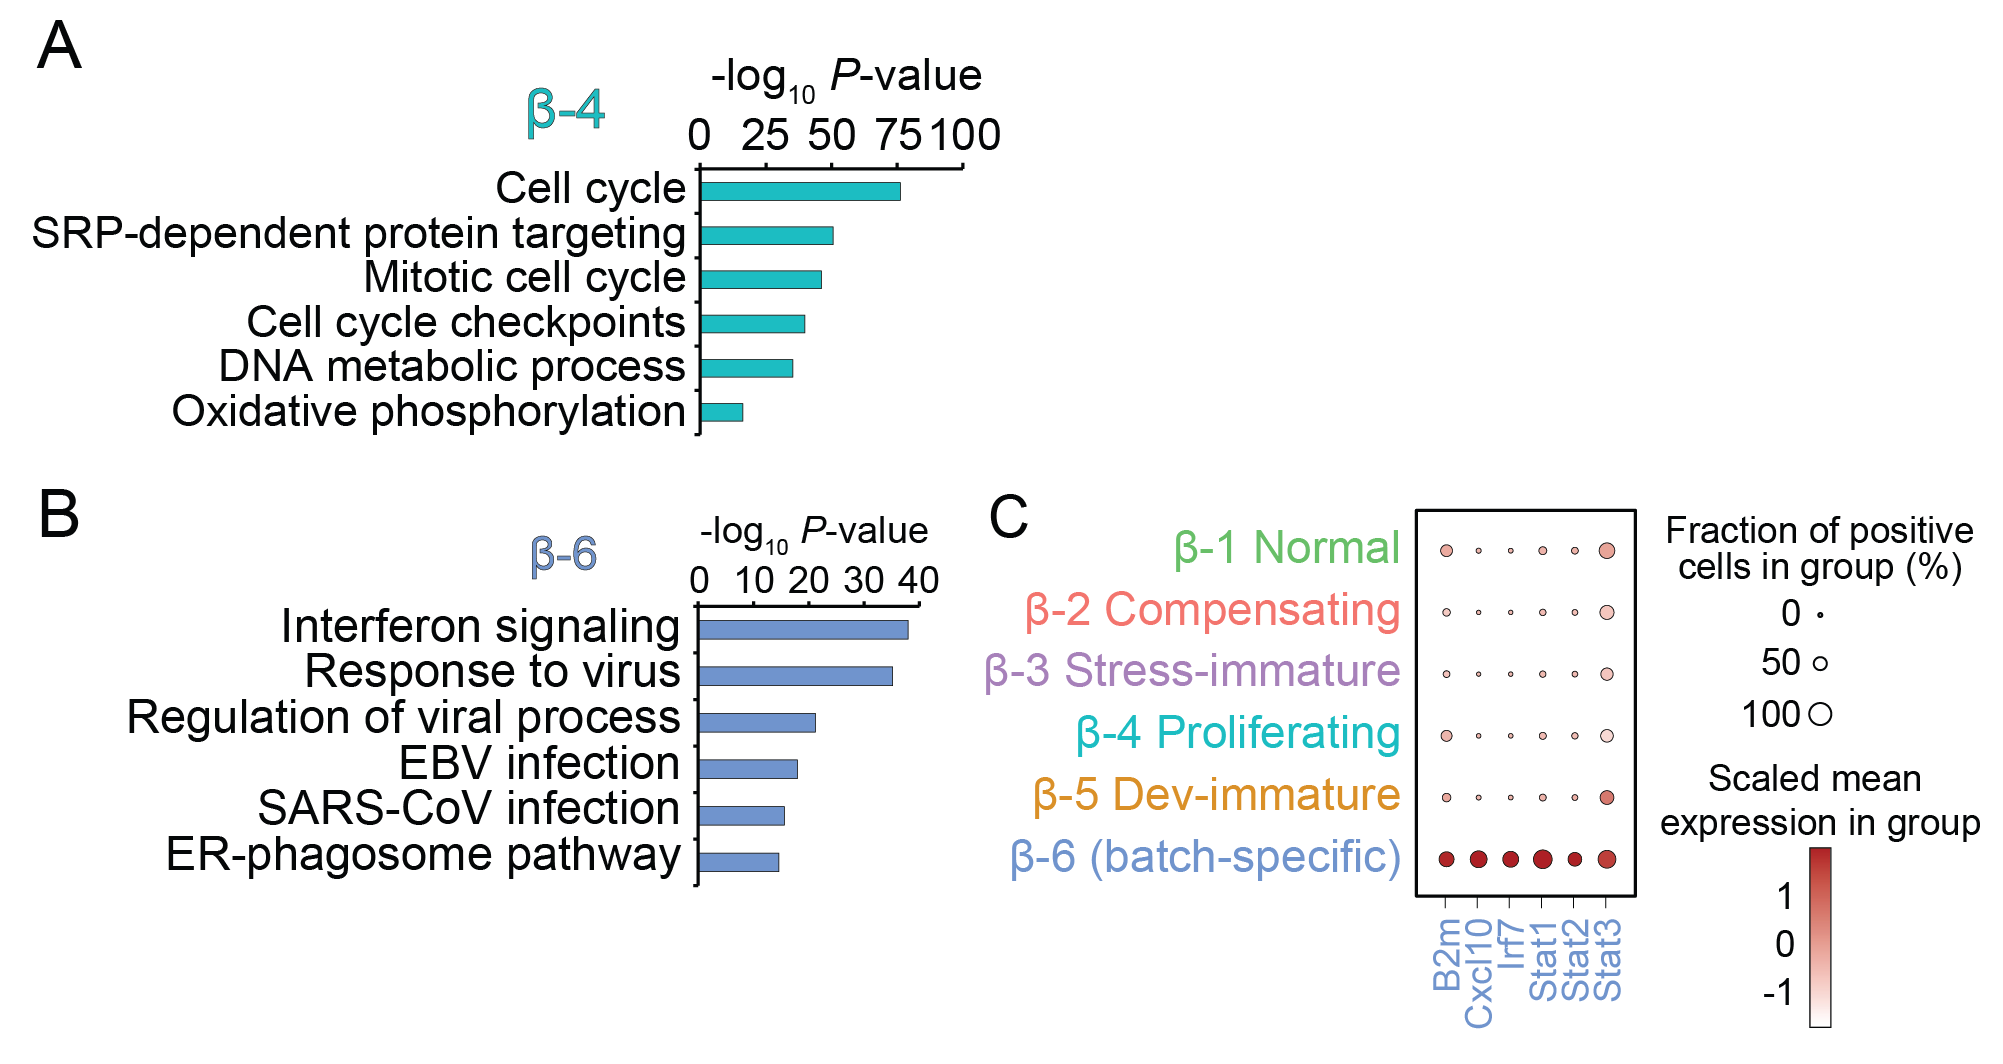 A
β-4
-log10 P-value
0 25 50 75 100
Cell cycle
SRP-dependent protein targeting
Mitotic cell cycle
Cell cycle checkpoints
DNA metabolic process
Oxidative phosphorylation
B
β-6
-log10 P-value
0 10 20 30 40
Interferon signaling
Response to virus
Regulation of viral process
EBV infection
SARS-CoV infection
ER-phagosome pathway
C
β-1 Normal
β-2 Compensating
β-3 Stress-immature
β-4 Proliferating
β-5 Dev-immature
β-6 (batch-specific)
B2m
Cxcl10
Irf7
Stat1
Stat2
Stat3
Fraction of positive
cells in group (%)
0
50
100
Scaled mean
expression in group
1
0
-1